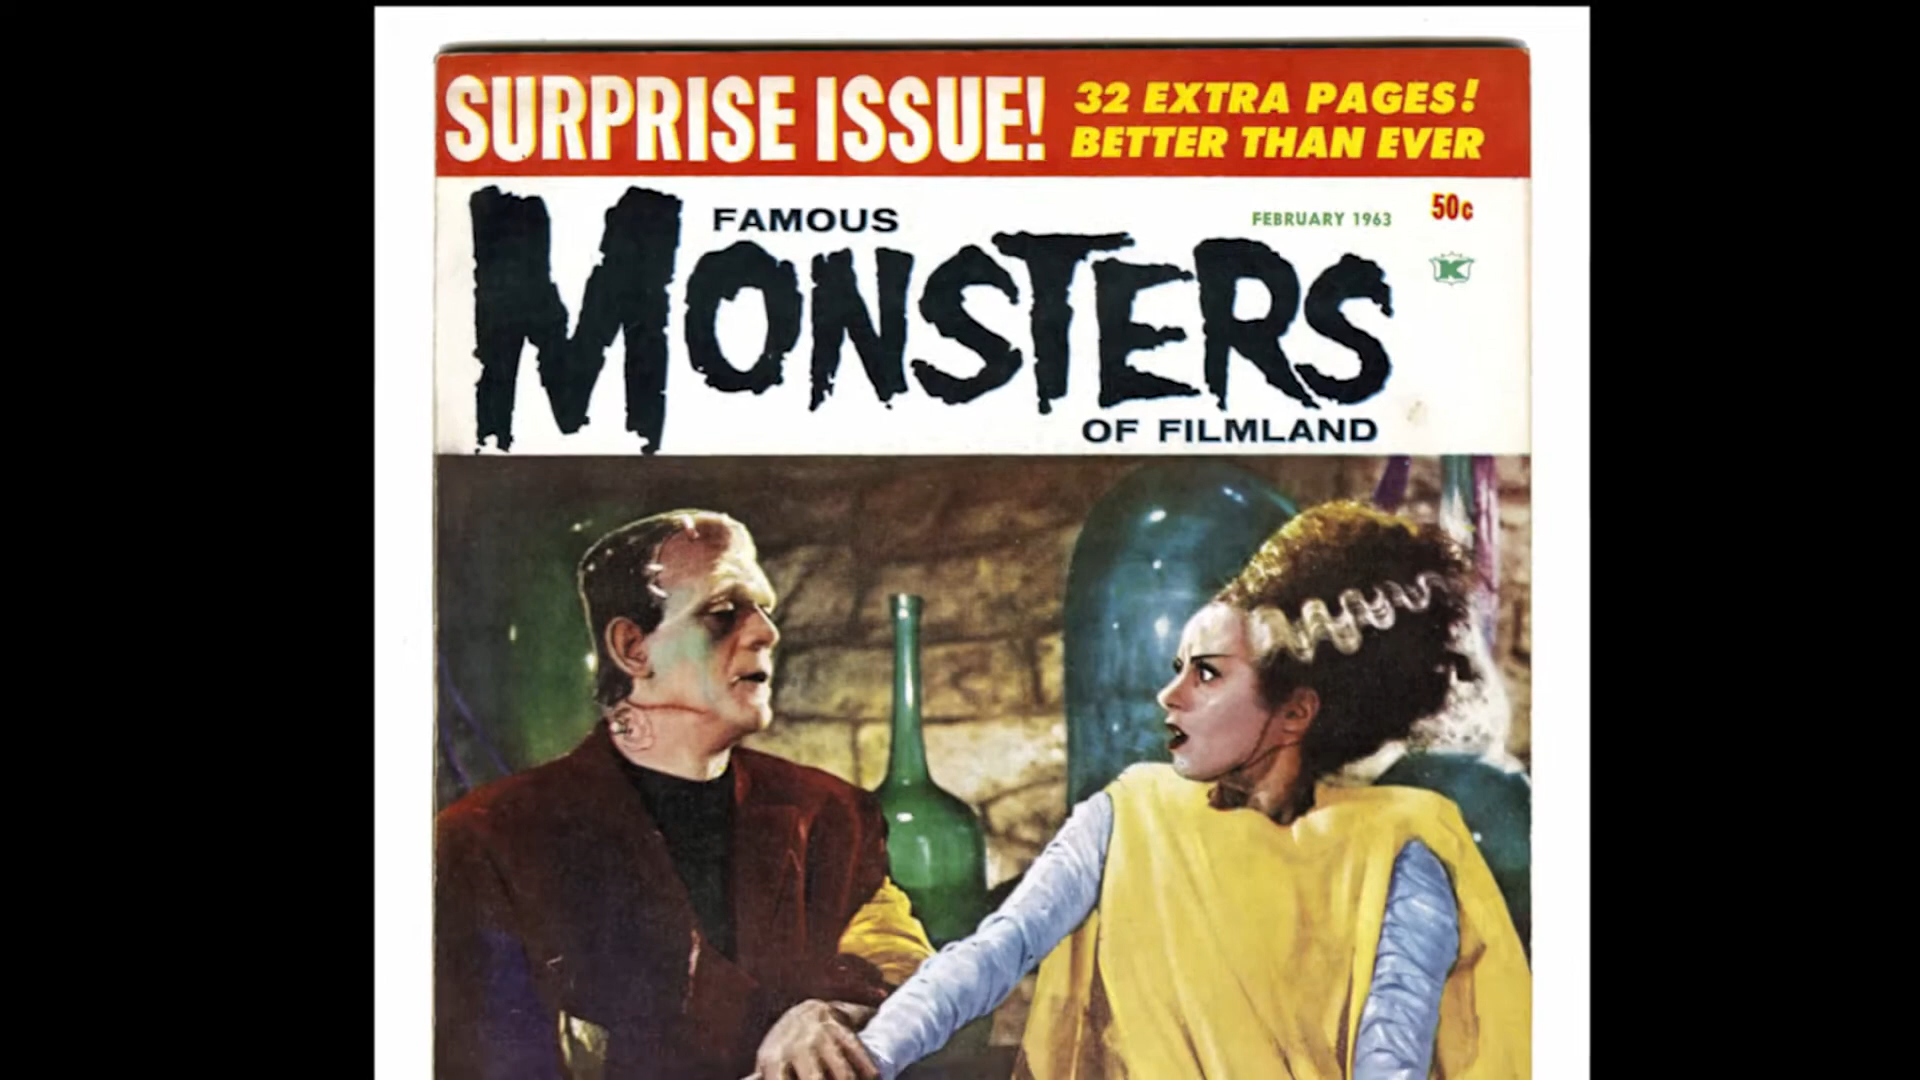 SURPRISE ISSUE!
32 EXTRA PAGES!
BETTER THAN EVER
FAMOUS
FEBRUARY 1963
50c
K
MONSTERS
OF FILMLAND